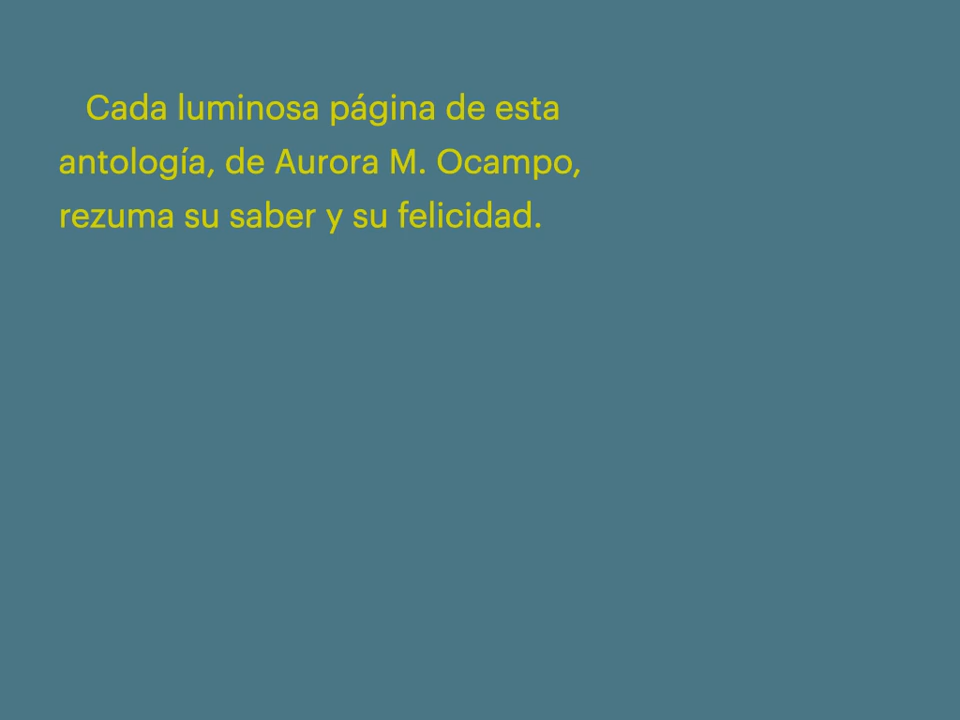 Cada luminosa página de esta
antología, de Aurora M. Ocampo,
rezuma su saber y su felicidad.